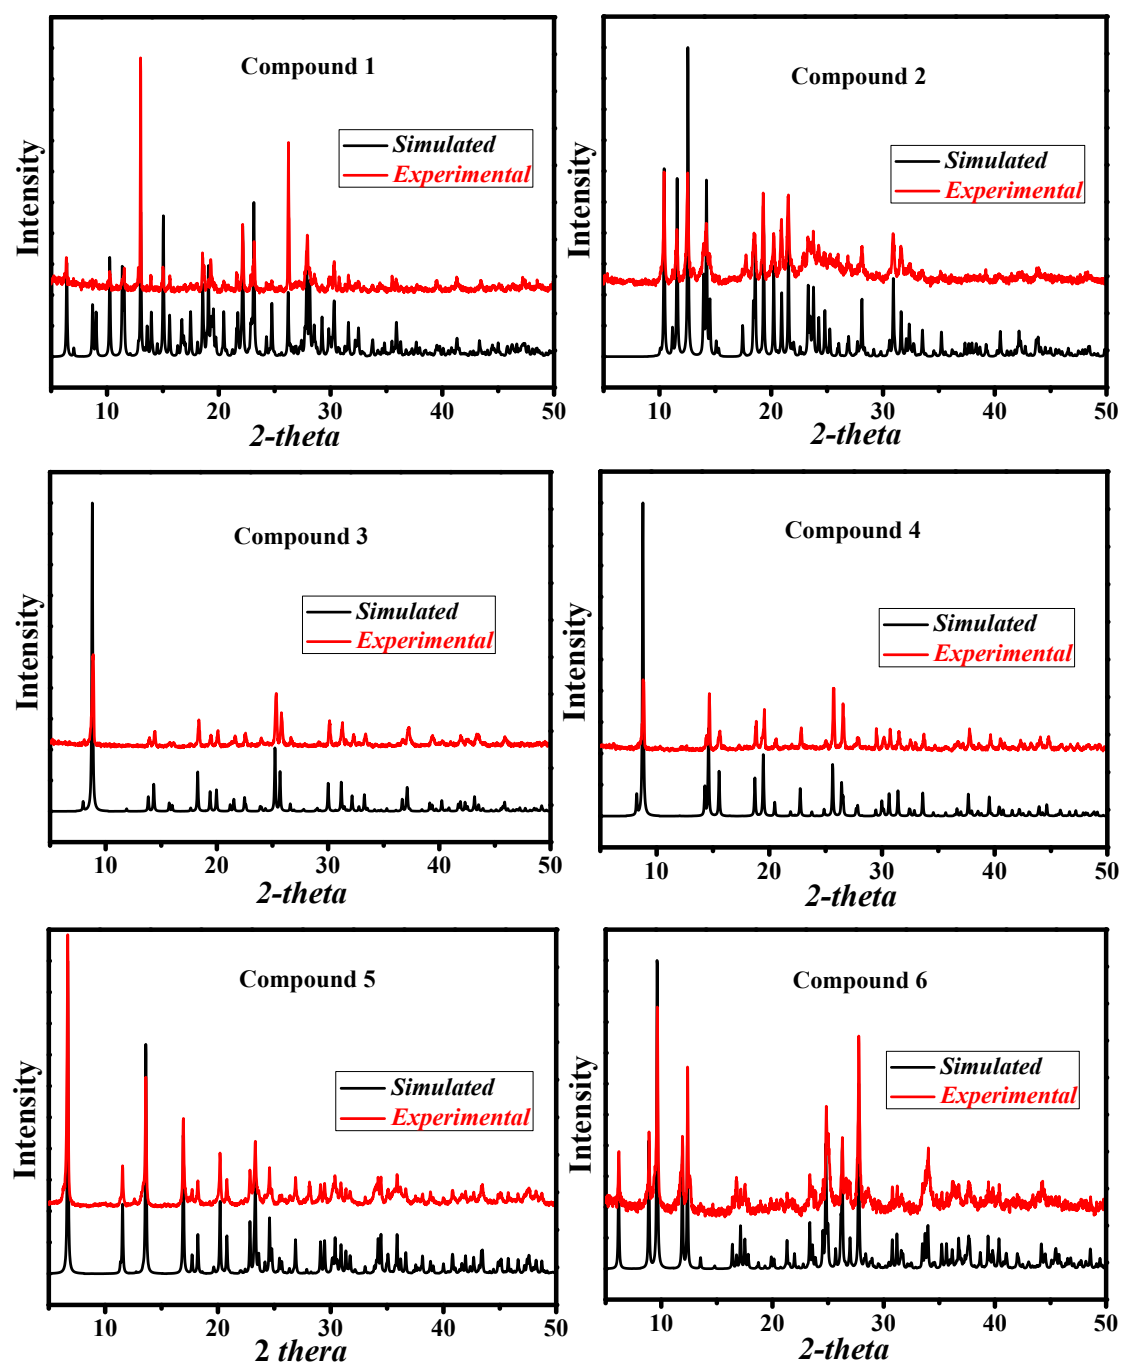 Compound 1
Simulated
Experimental
Intensity
10 20 30 40 50
2-theta
Compound 2
Simulated
Experimental
Intensity
10 20 30 40 50
2-theta
Compound 3
Simulated
Experimental
Intensity
10 20 30 40 50
2-theta
Compound 4
Simulated
Experimental
Intensity
10 20 30 40 50
2-theta
Compound 5
Simulated
Experimental
Intensity
10 20 30 40 50
2 thera
Compound 6
Simulated
Experimental
Intensity
10 20 30 40 50
2-theta